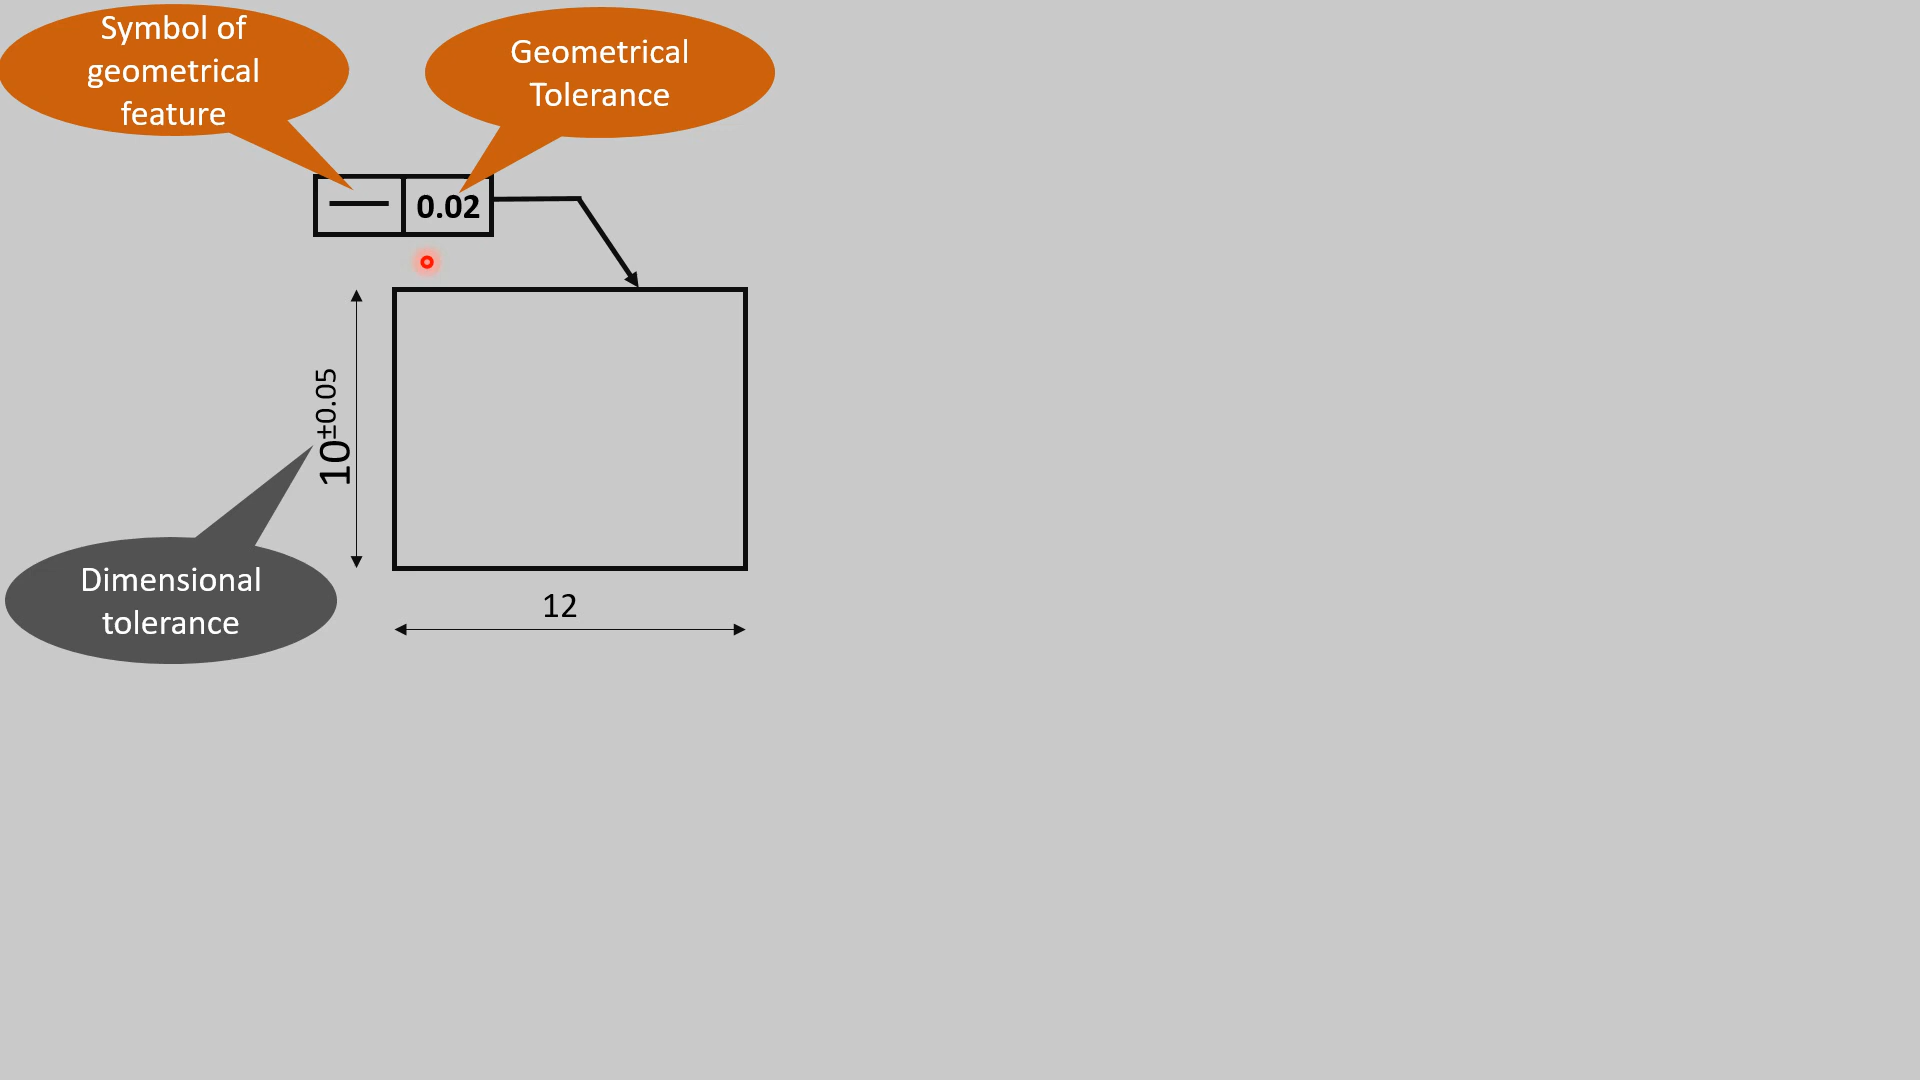 Symbol of
geometrical
feature
Geometrical
Tolerance
0.02
10±0.05
Dimensional
tolerance
12